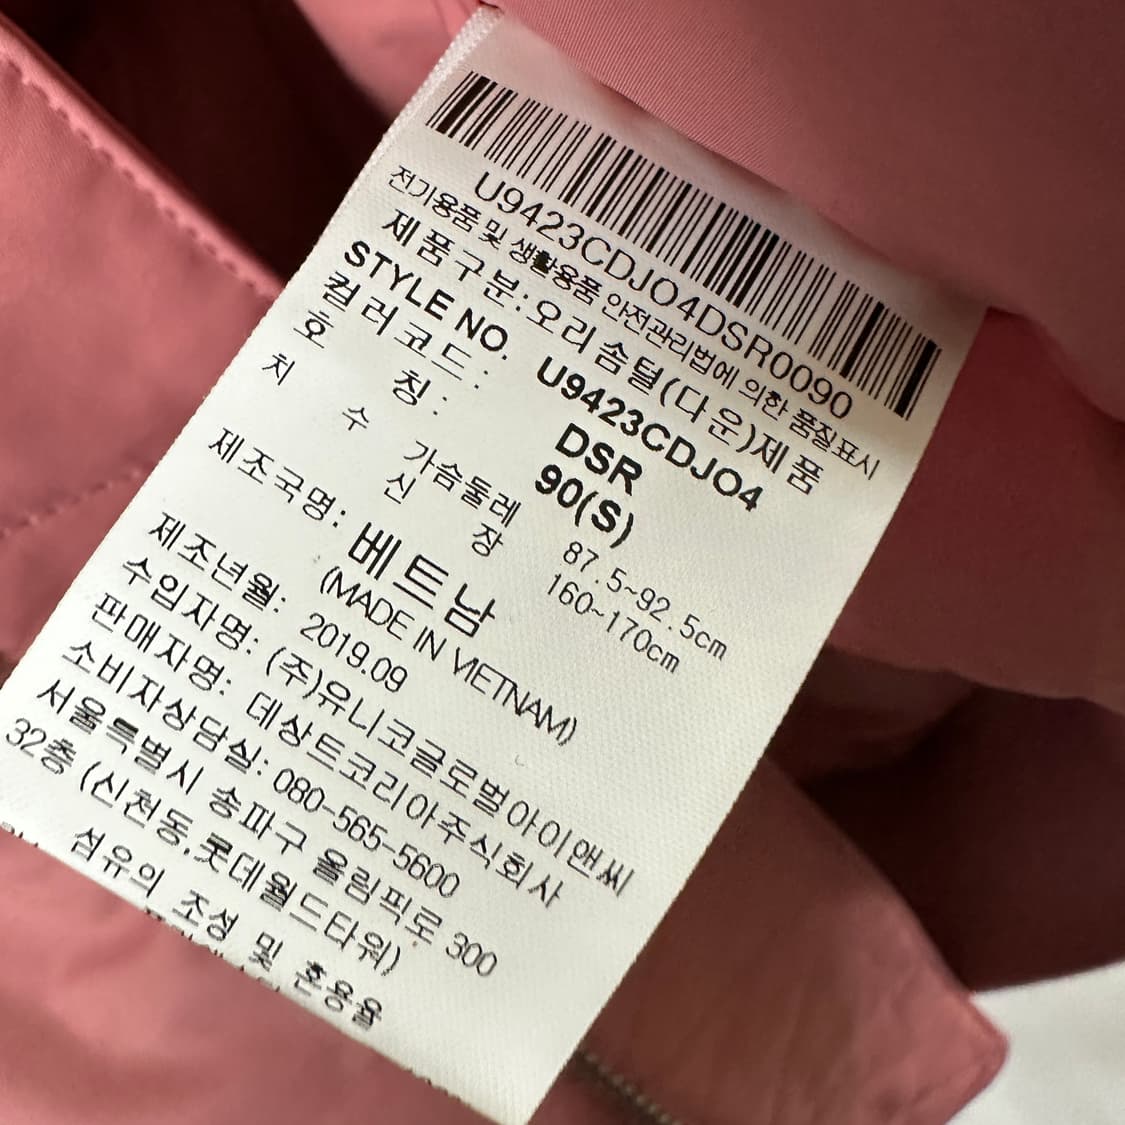 U9423CDJO4DSR0090
전기용품 및 생활용품 안전관리법에 의한 품질표시
제품구분: 오리솜털(다운)제품
STYLE NO. U9423CDJO4
컬러코드: DSR
호 칭: 90(S)
치 수 가슴둘레 87.5~92.5cm
신 장 160~170cm
제조국명: 베트남
(MADE IN VIETNAM)
제조년월: 2019.09
수입자명: (주)유니코글로벌아이앤씨
판매자명: 데상트코리아주식회사
소비자상담실: 080-565-5600
서울특별시 송파구 올림픽로 300
32층 (신천동,롯데월드타워)
섬유의 조성 및 혼용율